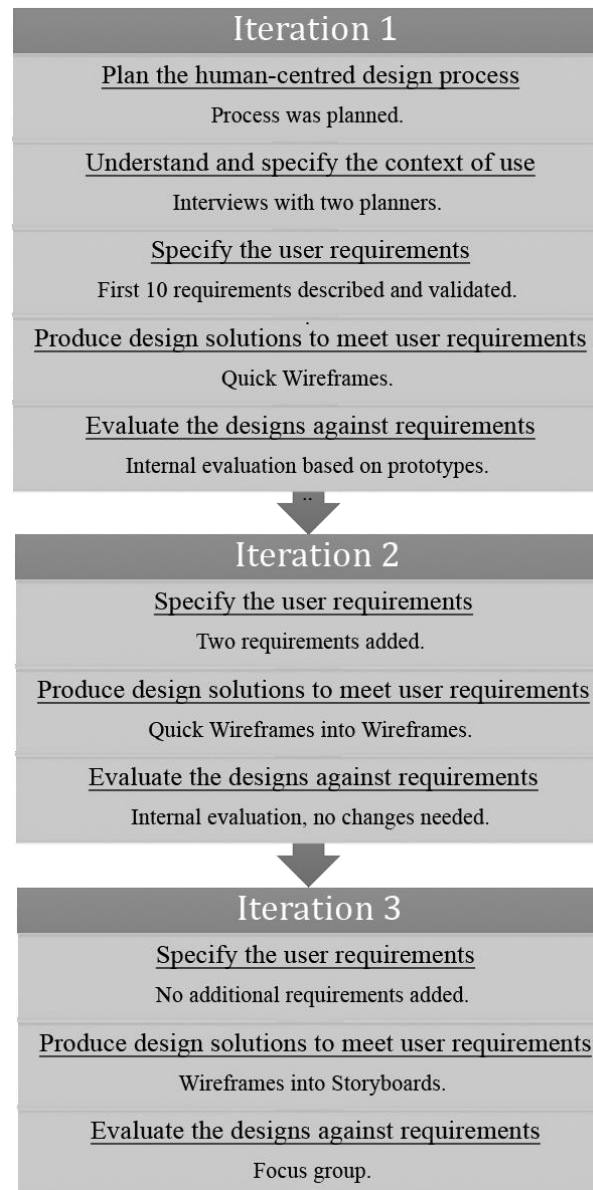 Iteration 1
Plan the human-centred design process
Process was planned.
Understand and specify the context of use
Interviews with two planners.
Specify the user requirements
First 10 requirements described and validated.
Produce design solutions to meet user requirements
Quick Wireframes.
Evaluate the designs against requirements
Internal evaluation based on prototypes.
Iteration 2
Specify the user requirements
Two requirements added.
Produce design solutions to meet user requirements
Quick Wireframes into Wireframes.
Evaluate the designs against requirements
Internal evaluation, no changes needed.
Iteration 3
Specify the user requirements
No additional requirements added.
Produce design solutions to meet user requirements
Wireframes into Storyboards.
Evaluate the designs against requirements
Focus group.